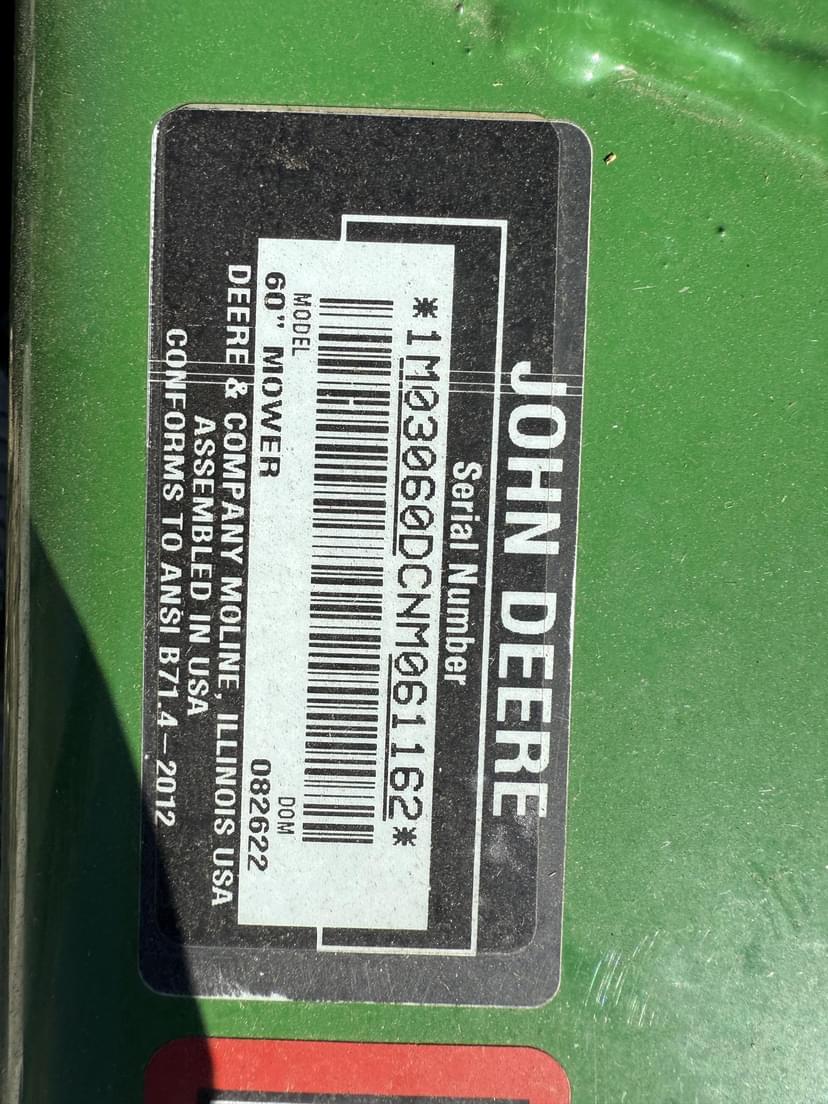 JOHN DEERE
Serial Number
*1M03060DCNM061162*
MODEL DOM
60" MOWER 082622
DEERE & COMPANY MOLINE, ILLINOIS USA
ASSEMBLED IN USA
CONFORMS TO ANSI B71.4-2012